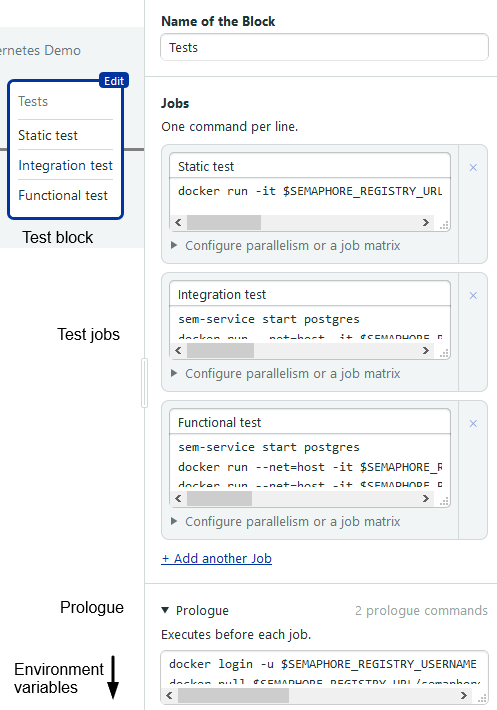 ernetes Demo
Edit
Tests
Static test
Integration test
Functional test
Test block
Test jobs
Prologue
Environment
variables
Name of the Block
Tests
Jobs
One command per line.
Static test
docker run -it $SEMAPHORE_REGISTRY_URL
Configure parallelism or a job matrix
Integration test
sem-service start postgres
docker run --net=host -it $SEMAPHORE_R
Configure parallelism or a job matrix
Functional test
sem-service start postgres
docker run --net=host -it $SEMAPHORE_R
docker run --net=host -it $SEMAPHORE_R
Configure parallelism or a job matrix
+ Add another Job
Prologue 2 prologue commands
Executes before each job.
docker login -u $SEMAPHORE_REGISTRY_USERNAME
docker pull $SEMAPHORE_REGISTRY_URL/semaphore